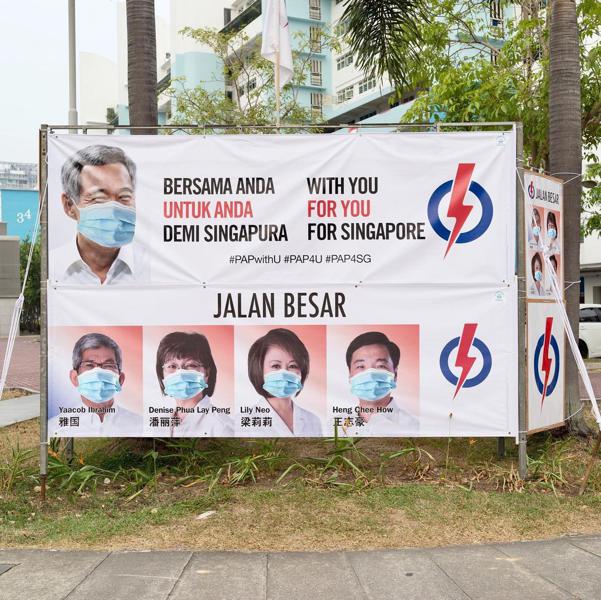 BERSAMA ANDA
UNTUK ANDA
DEMI SINGAPURA
WITH YOU
FOR YOU
FOR SINGAPORE
#PAPwithU #PAP4U #PAP4SG
JALAN BESAR
Yaacob Ibrahim
雅国
Denise Phua Lay Peng
潘丽萍
Lily Neo
梁莉莉
Heng Chee How
王志豪
JALAN BESAR
34